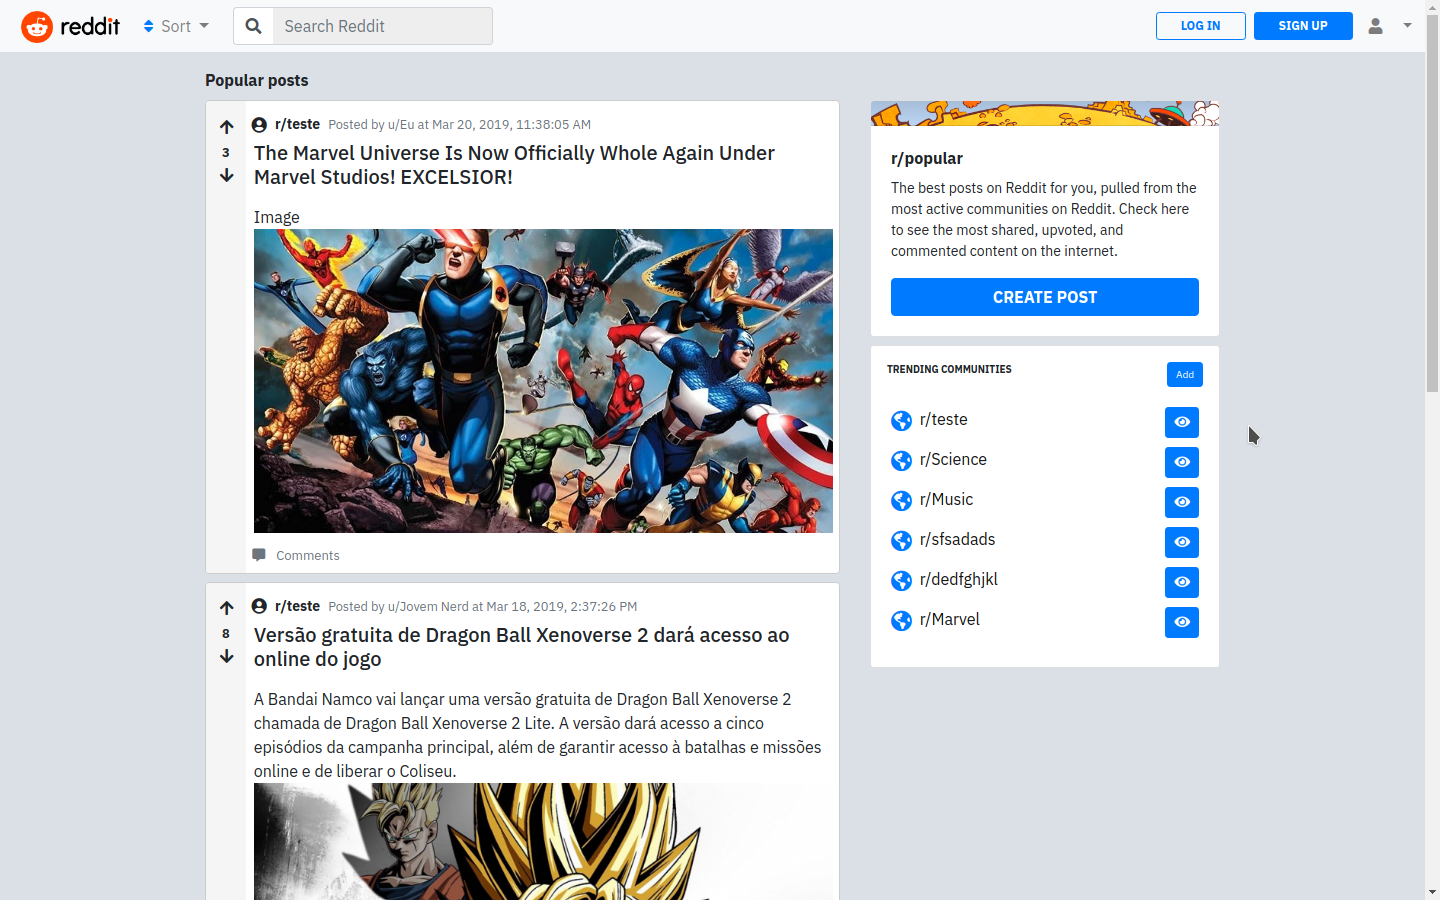 reddit
Sort
Search Reddit
LOG IN
SIGN UP
Popular posts
3
r/teste Posted by u/Eu at Mar 20, 2019, 11:38:05 AM
The Marvel Universe Is Now Officially Whole Again Under
Marvel Studios! EXCELSIOR!
Image
Comments
8
r/teste Posted by u/Jovem Nerd at Mar 18, 2019, 2:37:26 PM
Versão gratuita de Dragon Ball Xenoverse 2 dará acesso ao
online do jogo
A Bandai Namco vai lançar uma versão gratuita de Dragon Ball Xenoverse 2
chamada de Dragon Ball Xenoverse 2 Lite. A versão dará acesso a cinco
episódios da campanha principal, além de garantir acesso à batalhas e missões
online e de liberar o Coliseu.
r/popular
The best posts on Reddit for you, pulled from the
most active communities on Reddit. Check here
to see the most shared, upvoted, and
commented content on the internet.
CREATE POST
TRENDING COMMUNITIES
Add
r/teste
r/Science
r/Music
r/sfsadads
r/dedfghjkl
r/Marvel